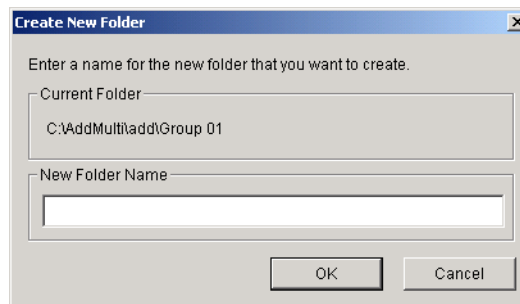 Create New Folder
Enter a name for the new folder that you want to create.
Current Folder
C:\AddMulti\add\Group 01
New Folder Name
OK Cancel